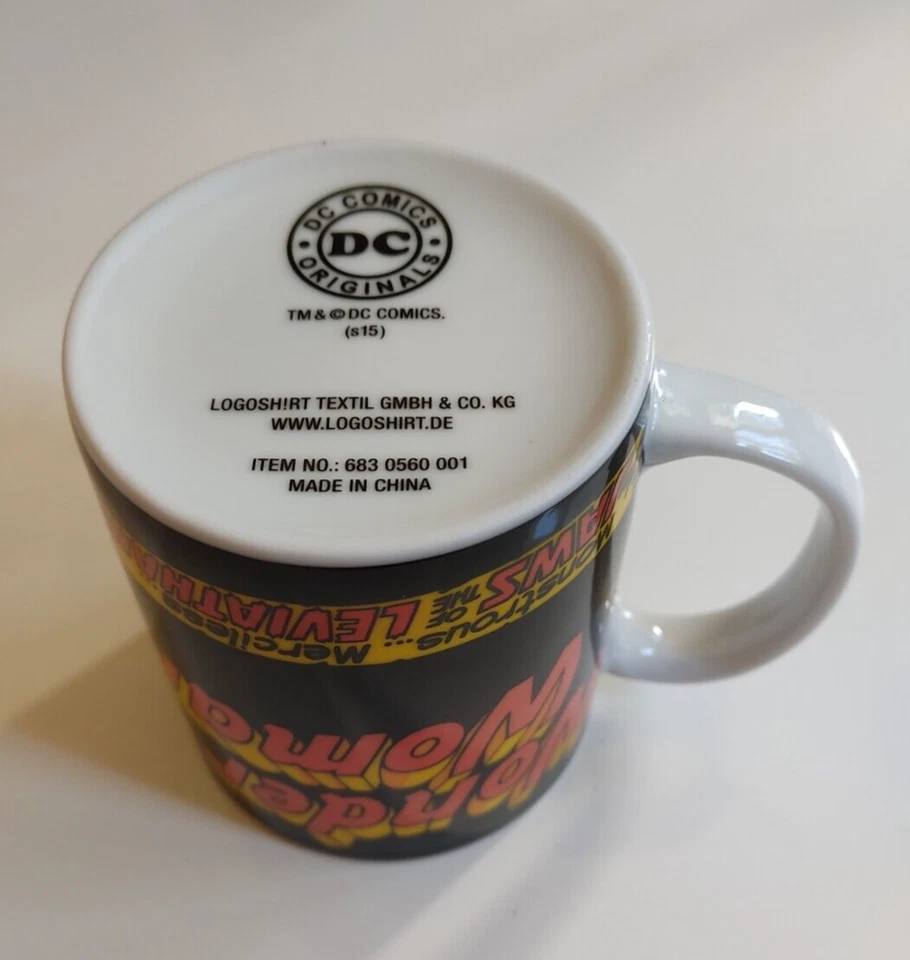 DC COMICS
DC
ORIGINALS
TM & © DC COMICS.
(s15)
LOGOSH!RT TEXTIL GMBH & CO. KG
WWW.LOGOSHIRT.DE
ITEM NO.: 683 0560 001
MADE IN CHINA
Wonder
Woman
Monstrous... Merciless
JAWS OF THE LEVIATHAN